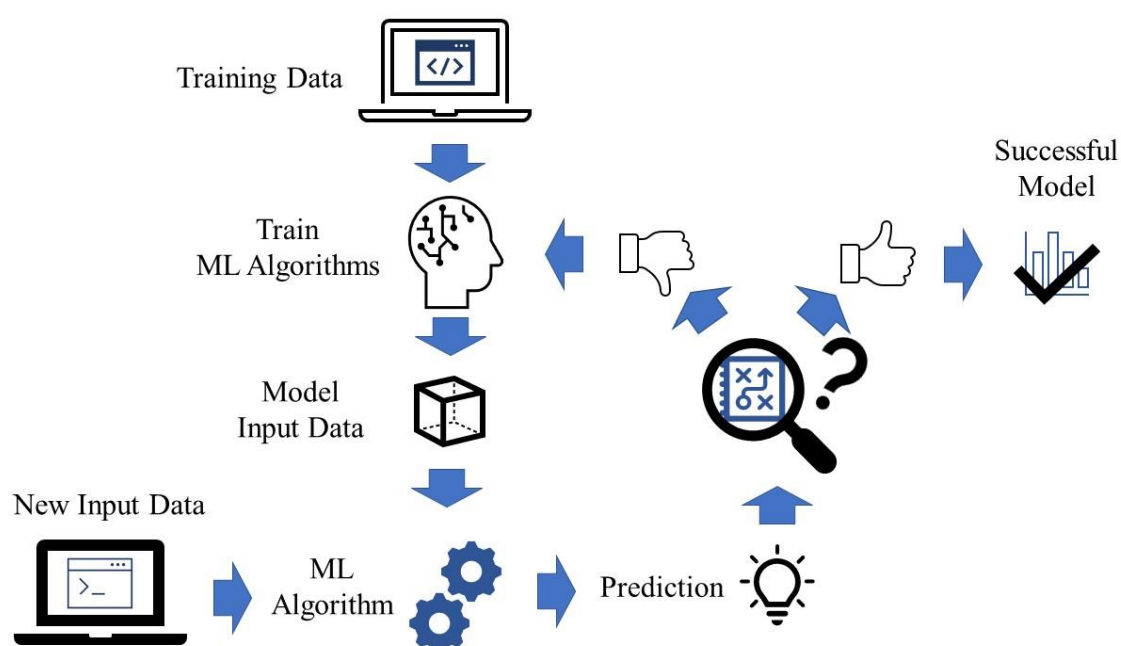 Training Data
</>
Successful
Model
Train
ML Algorithms
Model
Input Data
?
New Input Data
>_
ML
Algorithm
Prediction